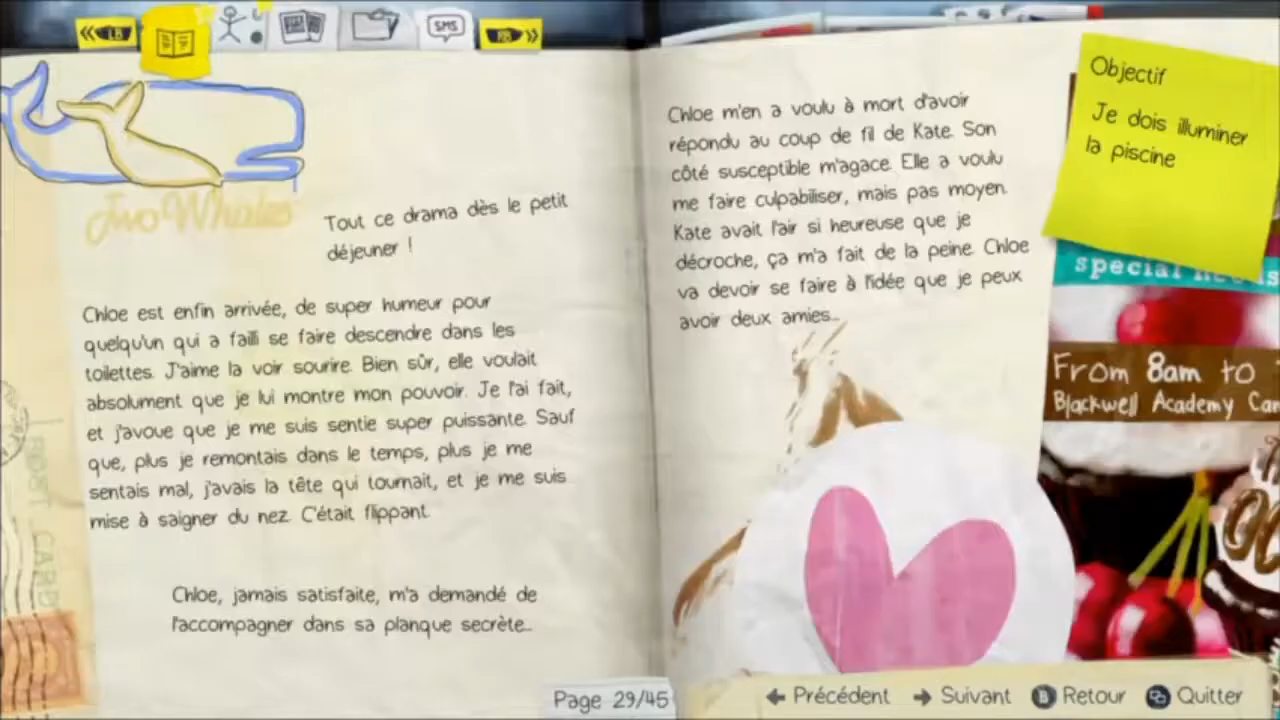 LB
SMS
RB
Two Whales
Tout ce drama dès le petit
déjeuner !
Chloe est enfin arrivée, de super humeur pour
quelqu'un qui a failli se faire descendre dans les
toilettes. J'aime la voir sourire. Bien sûr, elle voulait
absolument que je lui montre mon pouvoir. Je l'ai fait,
et j'avoue que je me suis sentie super puissante. Sauf
que, plus je remontais dans le temps, plus je me
sentais mal, j'avais la tête qui tournait, et je me suis
mise à saigner du nez. C'était flippant.
Chloe, jamais satisfaite, m'a demandé de
l'accompagner dans sa planque secrète...
POST CARD
Chloe m'en a voulu à mort d'avoir
répondu au coup de fil de Kate. Son
côté susceptible m'agace. Elle a voulu
me faire culpabiliser, mais pas moyen.
Kate avait l'air si heureuse que je
décroche, ça m'a fait de la peine. Chloe
va devoir se faire à l'idée que je peux
avoir deux amies...
Objectif
Je dois illuminer
la piscine
special
From 8am to
Blackwell Academy Cam
Page 29/45
Précédent
Suivant
B Retour
Quitter